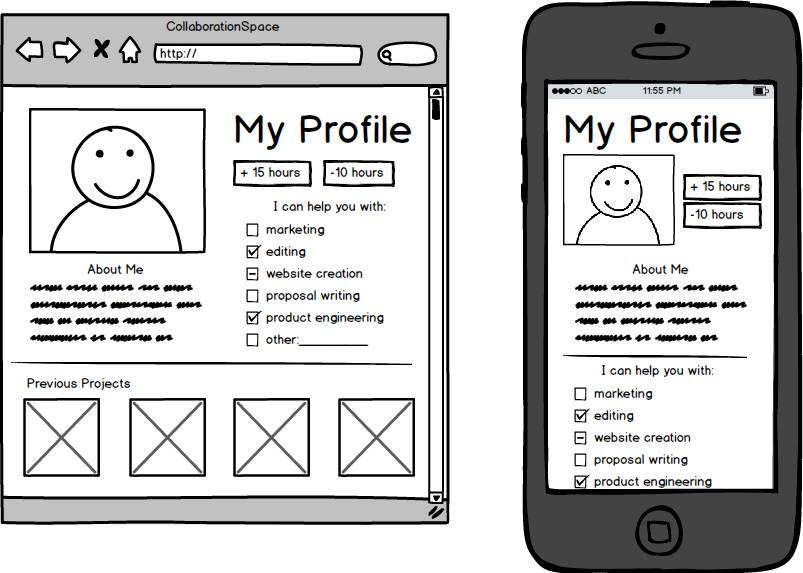 CollaborationSpace
http://
My Profile
+ 15 hours
-10 hours
I can help you with:
marketing
editing
website creation
proposal writing
product engineering
other:__________
About Me
Previous Projects
ABC
11:55 PM
My Profile
+ 15 hours
-10 hours
About Me
I can help you with:
marketing
editing
website creation
proposal writing
product engineering